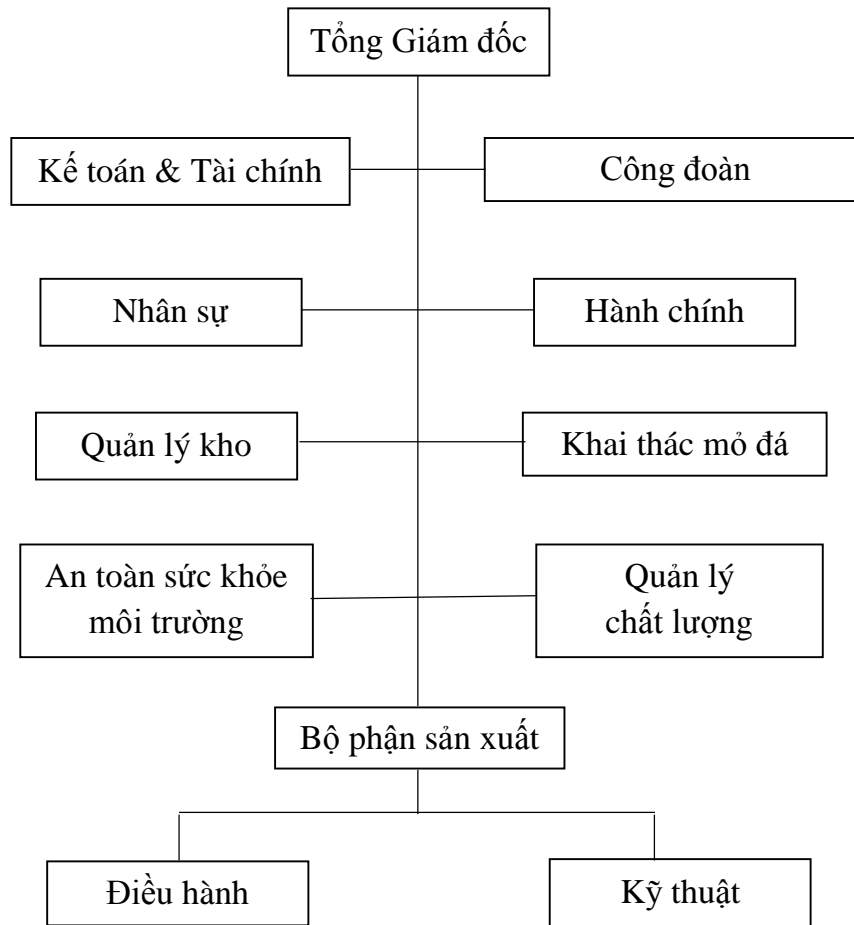 Tổng Giám đốc
Kế toán & Tài chính
Công đoàn
Nhân sự
Hành chính
Quản lý kho
Khai thác mỏ đá
An toàn sức khỏe
môi trường
Quản lý
chất lượng
Bộ phận sản xuất
Điều hành
Kỹ thuật